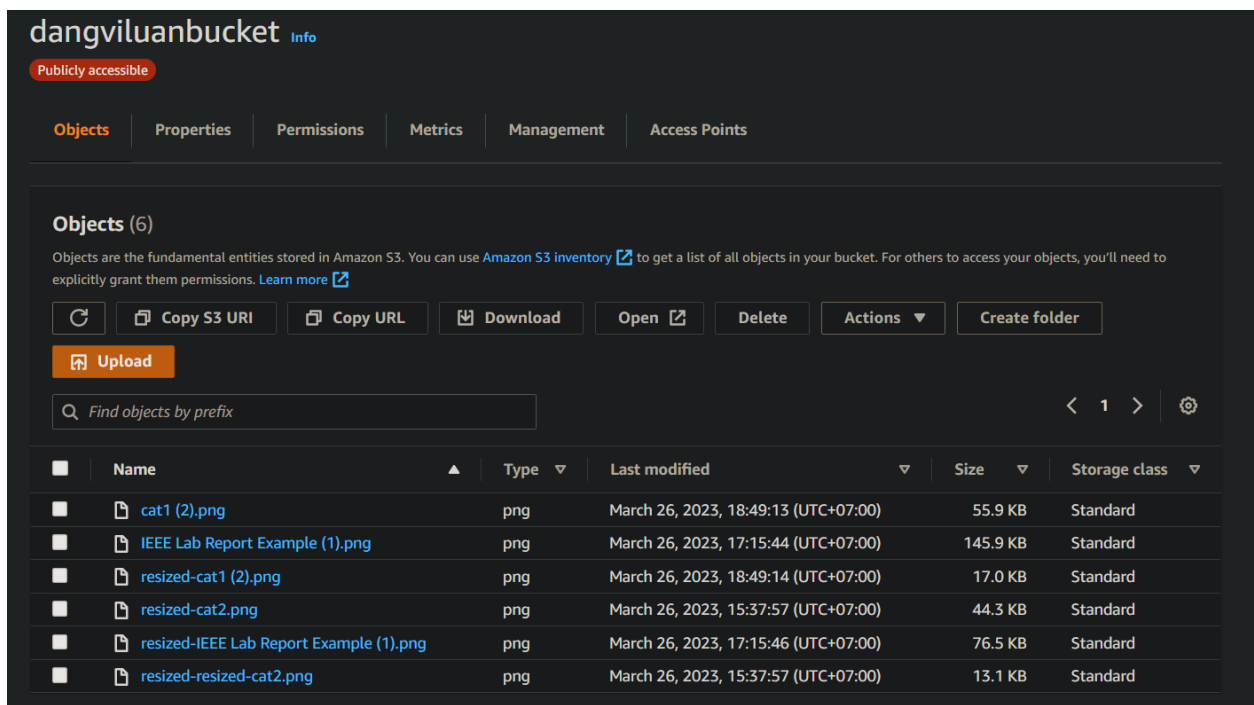 dangviluanbucket Info
Publicly accessible
Objects Properties Permissions Metrics Management Access Points
Objects (6)
Objects are the fundamental entities stored in Amazon S3. You can use Amazon S3 inventory to get a list of all objects in your bucket. For others to access your objects, you'll need to
explicitly grant them permissions. Learn more
Copy S3 URI Copy URL Download Open Delete Actions Create folder
Upload
Find objects by prefix
1
Name Type Last modified Size Storage class
cat1 (2).png png March 26, 2023, 18:49:13 (UTC+07:00) 55.9 KB Standard
IEEE Lab Report Example (1).png png March 26, 2023, 17:15:44 (UTC+07:00) 145.9 KB Standard
resized-cat1 (2).png png March 26, 2023, 18:49:14 (UTC+07:00) 17.0 KB Standard
resized-cat2.png png March 26, 2023, 15:37:57 (UTC+07:00) 44.3 KB Standard
resized-IEEE Lab Report Example (1).png png March 26, 2023, 17:15:46 (UTC+07:00) 76.5 KB Standard
resized-resized-cat2.png png March 26, 2023, 15:37:57 (UTC+07:00) 13.1 KB Standard